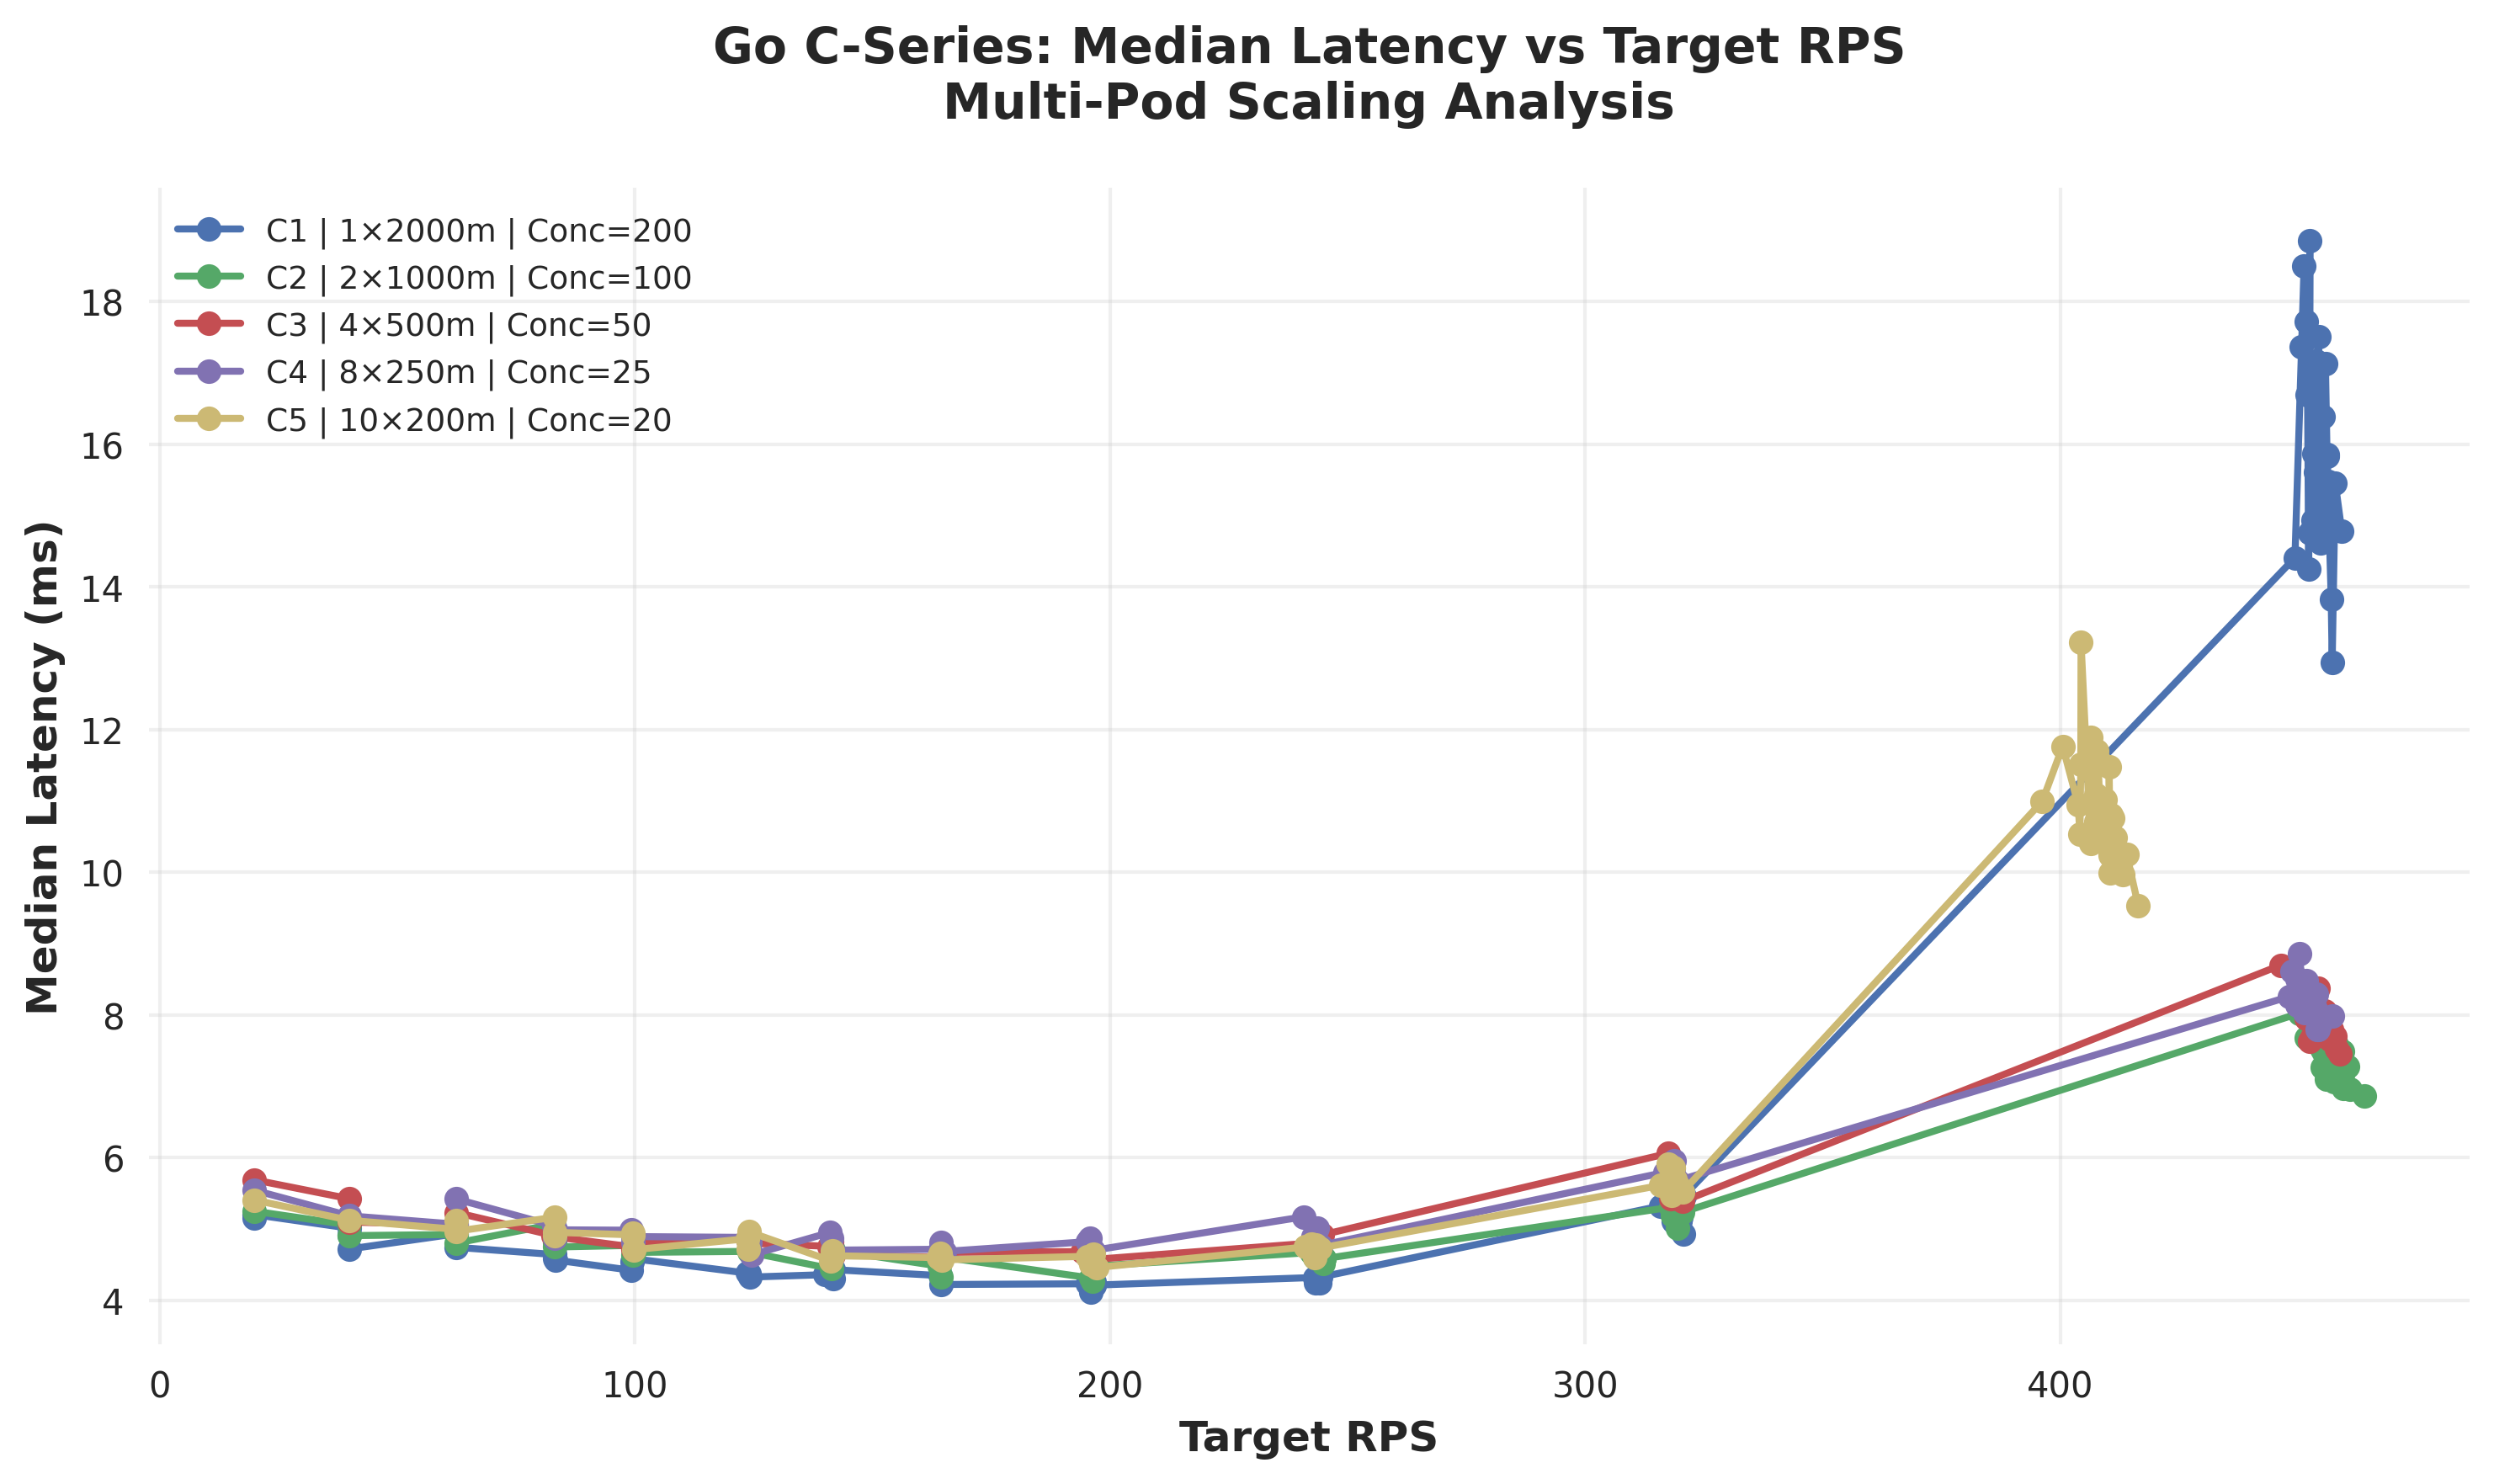 Go C-Series: Median Latency vs Target RPS
Multi-Pod Scaling Analysis
C1 | 1×2000m | Conc=200
C2 | 2×1000m | Conc=100
C3 | 4×500m | Conc=50
C4 | 8×250m | Conc=25
C5 | 10×200m | Conc=20
Median Latency (ms)
18
16
14
12
10
8
6
4
0 100 200 300 400
Target RPS